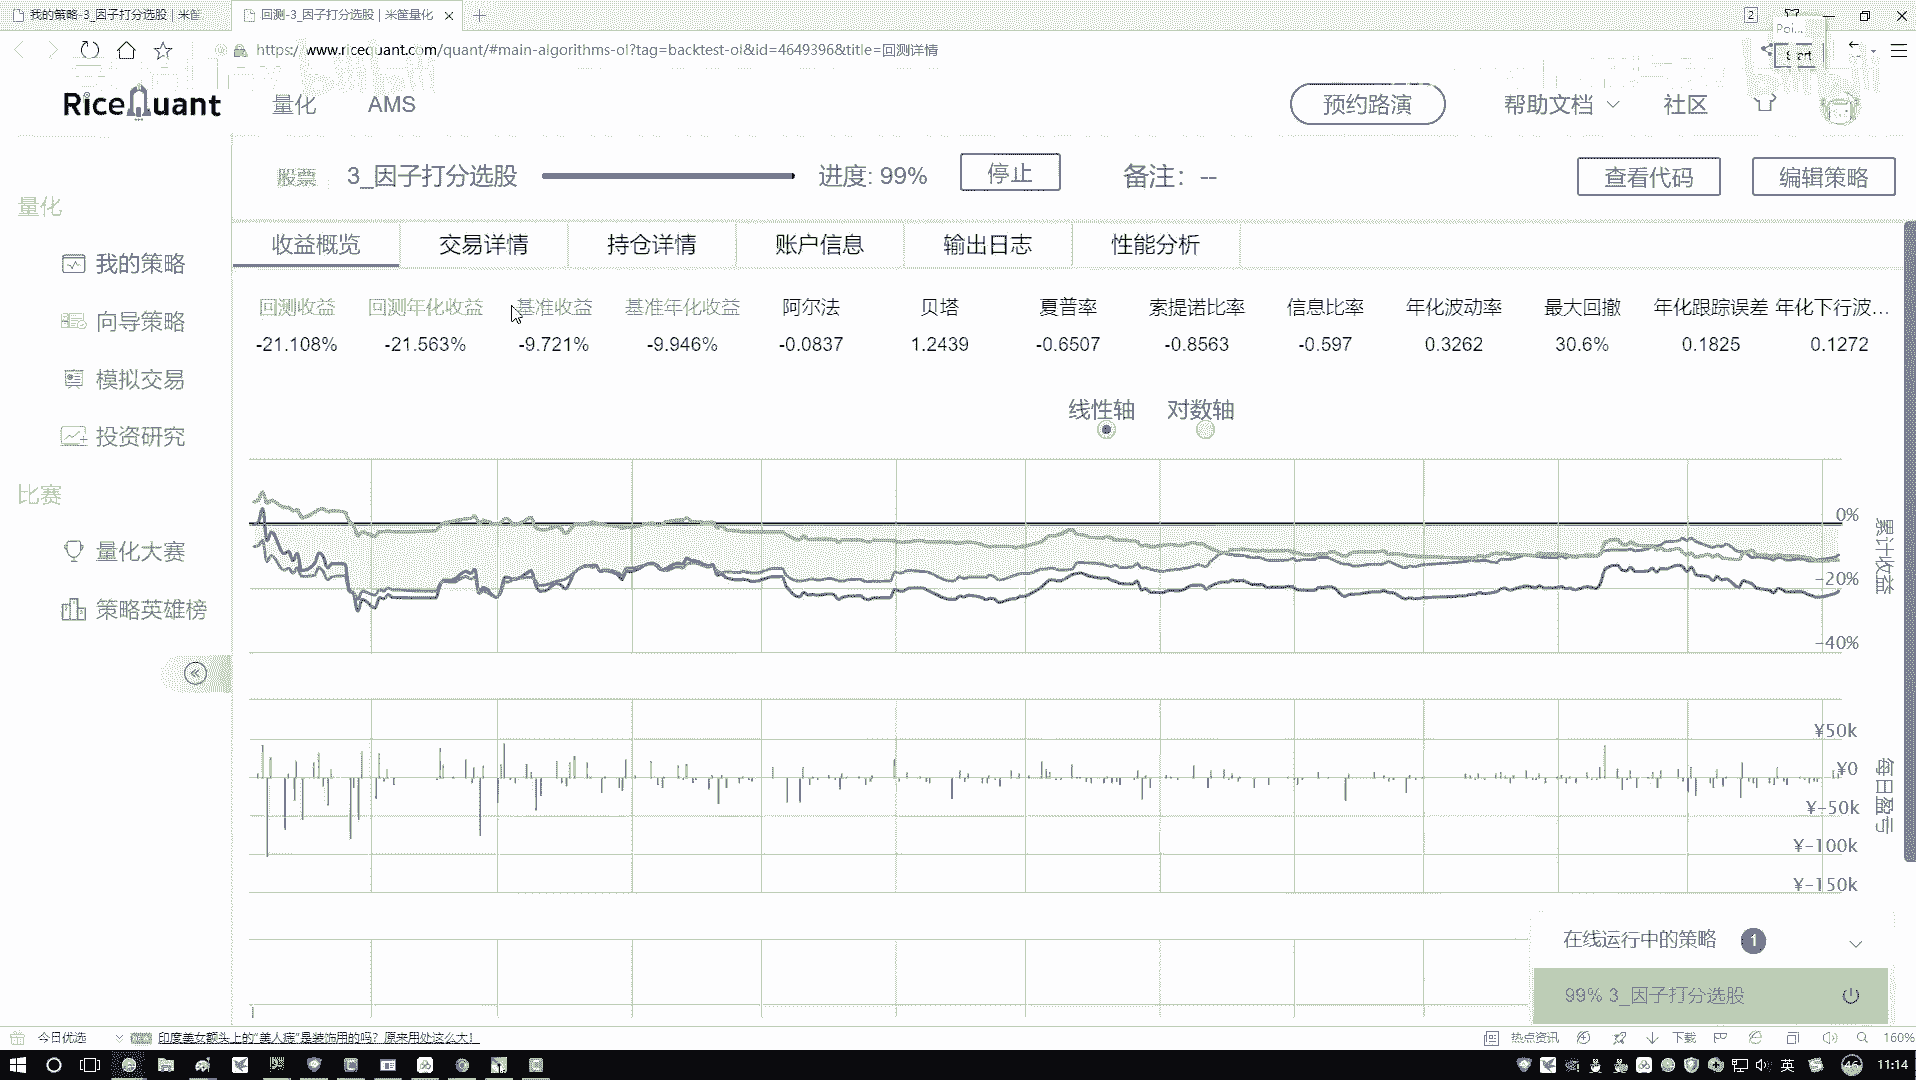 我的策略-3_因子打分选股 | 米筐
回测-3_因子打分选股 | 米筐量化
https://www.ricequant.com/quant/#main-algorithms-ol?tag=backtest-ol&id=4649396&title=回测详情
RiceQuant
量化
AMS
预约路演
帮助文档
社区
股票
3_因子打分选股
进度: 99%
停止
备注: --
查看代码
编辑策略
量化
我的策略
向导策略
模拟交易
投资研究
比赛
量化大赛
策略英雄榜
收益概览
交易详情
持仓详情
账户信息
输出日志
性能分析
回测收益 回测年化收益 基准收益 基准年化收益 阿尔法 贝塔 夏普率 索提诺比率 信息比率 年化波动率 最大回撤 年化跟踪误差 年化下行波...
-21.108% -21.563% -9.721% -9.946% -0.0837 1.2439 -0.6507 -0.8563 -0.597 0.3262 30.6% 0.1825 0.1272
线性轴 对数轴
0%
-20%
-40%
累计收益
¥50k
¥0
¥-50k
¥-100k
¥-150k
每日盈亏
在线运行中的策略 1
99% 3_因子打分选股
今日优选
印度美女额头上的“美人痣”是装饰用的吗？原来用处这么大！
热点资讯
下载
160%
英
46
11:14